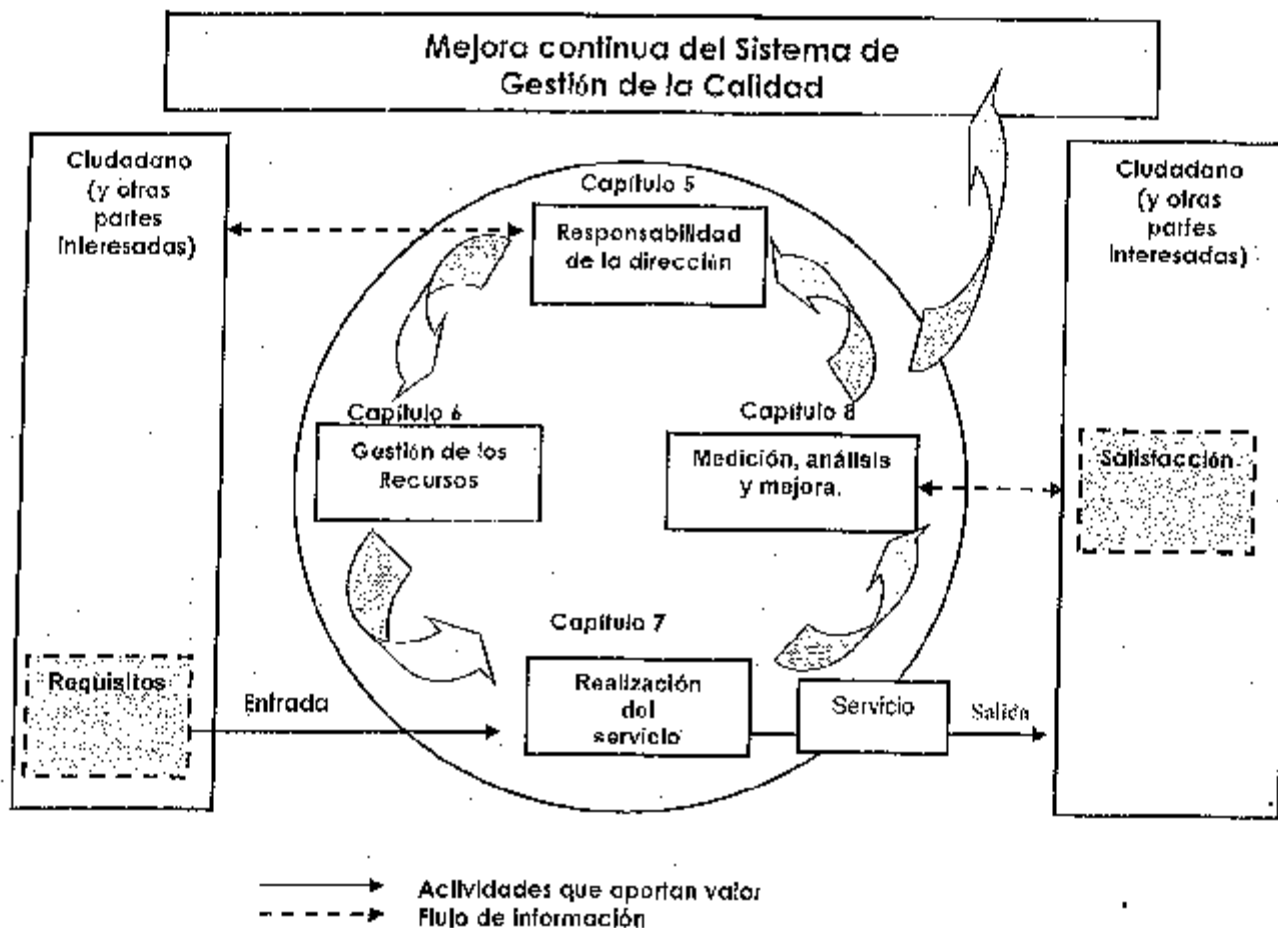 Mejora continua del Sistema de
Gestión de la Calidad
Ciudadano
(y otras
partes
interesadas)
Ciudadano
(y otras
partes
interesadas)
Capítulo 5
Responsabilidad
de la dirección
Capítulo 6
Gestión de los
Recursos
Capítulo 8
Medición, análisis
y mejora.
Satisfacción
Capítulo 7
Realización
del
servicio
Requisitos
Entrada
Servicio
Salida
Actividades que aportan valor
Flujo de información